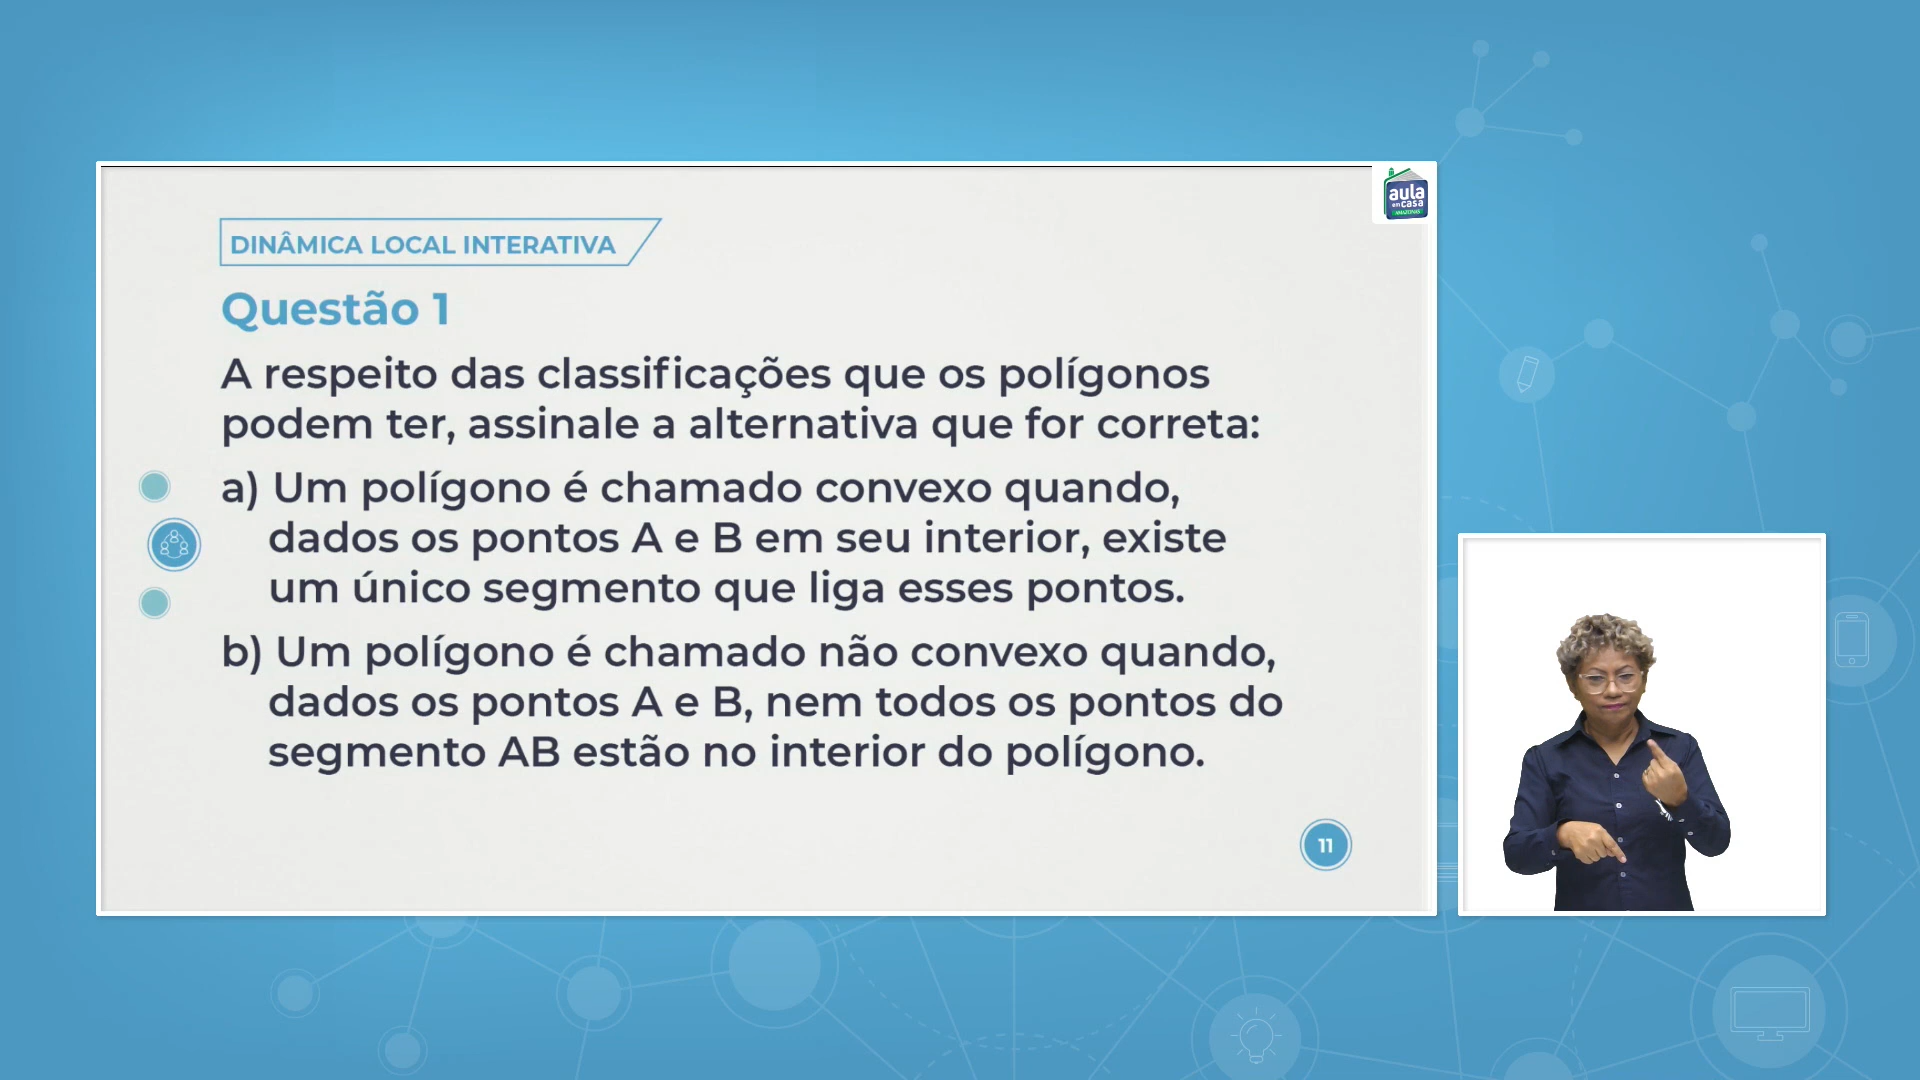 aula
em casa
AMAZONAS
DINÂMICA LOCAL INTERATIVA
Questão 1
A respeito das classificações que os polígonos
podem ter, assinale a alternativa que for correta:
a) Um polígono é chamado convexo quando,
dados os pontos A e B em seu interior, existe
um único segmento que liga esses pontos.
b) Um polígono é chamado não convexo quando,
dados os pontos A e B, nem todos os pontos do
segmento AB estão no interior do polígono.
11